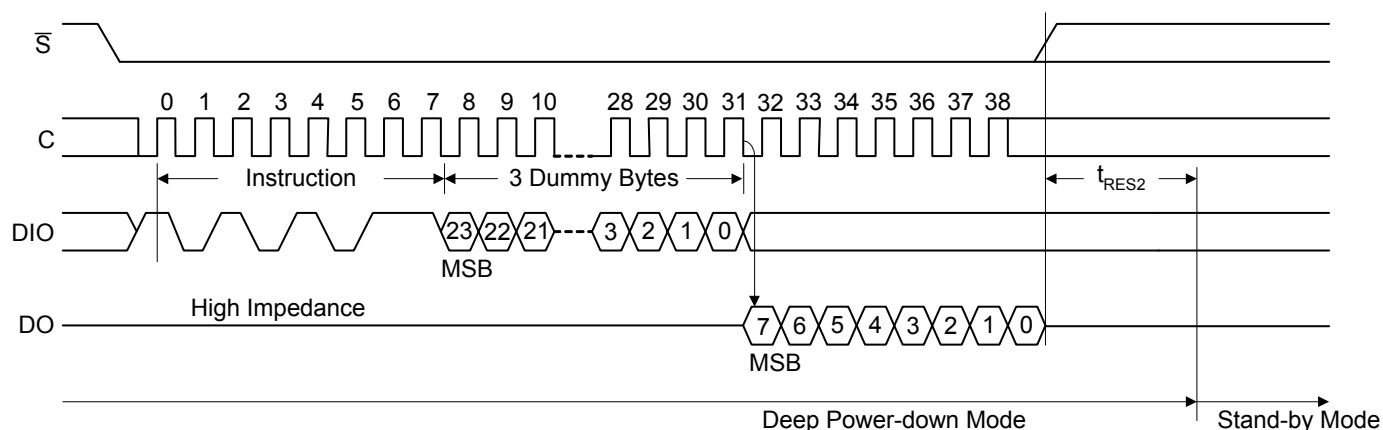 S
0 1 2 3 4 5 6 7 8 9 10 28 29 30 31 32 33 34 35 36 37 38
C
Instruction 3 Dummy Bytes tRES2
DIO 23 22 21 3 2 1 0
MSB
High Impedance
DO 7 6 5 4 3 2 1 0
MSB
Deep Power-down Mode Stand-by Mode